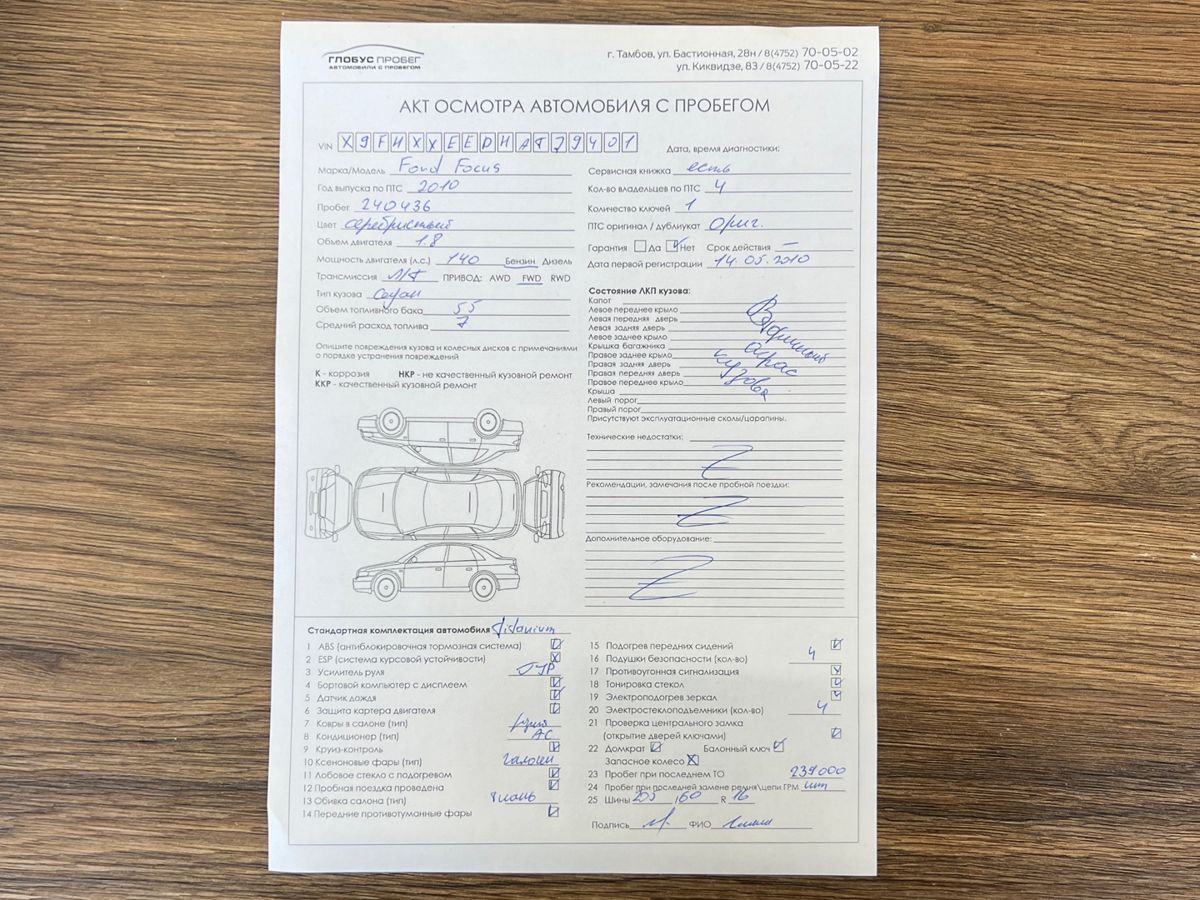 ГЛОБУС ПРОБЕГ
АВТОМОБИЛИ С ПРОБЕГОМ
г. Тамбов, ул. Бастионная, 28н / 8(4752) 70-05-02
ул. Киквидзе, 83 / 8(4752) 70-05-22
АКТ ОСМОТРА АВТОМОБИЛЯ С ПРОБЕГОМ
VIN X9FHXXEEDHAT79401
Дата, время диагностики:
Марка/Модель Ford Focus
Год выпуска по ПТС 2010
Пробег 240436
Цвет серебристый
Объем двигателя 1.8
Мощность двигателя (л.с.) 140 Бензин Дизель
Трансмиссия МТ ПРИВОД: AWD FWD RWD
Тип кузова Седан
Объем топливного бака 55
Средний расход топлива 7
Сервисная книжка есть
Кол-во владельцев по ПТС 4
Количество ключей 1
ПТС оригинал / дубликат Ориг.
Гарантия Да Нет Срок действия —
Дата первой регистрации 14.05.2010
Опишите повреждения кузова и колесных дисков с примечаниями
о порядке устранения повреждений
К - коррозия НКР - не качественный кузовной ремонт
ККР - качественный кузовной ремонт
Состояние ЛКП кузова:
Капот
Левое переднее крыло
Левая передняя дверь
Левая задняя дверь
Левое заднее крыло
Крышка багажника
Правое заднее крыло
Правая задняя дверь
Правая передняя дверь
Правое переднее крыло
Крыша
Левый порог
Правый порог
Вторичный
окрас
кузова
Присутствуют эксплуатационные сколы/царапины.
Технические недостатки:
Рекомендации, замечания после пробной поездки:
Дополнительное оборудование:
Стандартная комплектация автомобиля Titanium
1 ABS (антиблокировочная тормозная система)
2 ESP (система курсовой устойчивости)
3 Усилитель руля ГУР
4 Бортовой компьютер с дисплеем
5 Датчик дождя
6 Защита картера двигателя
7 Ковры в салоне (тип)
8 Кондиционер (тип) AC
9 Круиз-контроль
10 Ксеноновые фары (тип) галоген
11 Лобовое стекло с подогревом
12 Пробная поездка проведена
13 Обивка салона (тип) ткань
14 Передние противотуманные фары
15 Подогрев передних сидений
16 Подушки безопасности (кол-во) 4
17 Противоугонная сигнализация
18 Тонировка стекол
19 Электроподогрев зеркал
20 Электростеклоподъемники (кол-во) 4
21 Проверка центрального замка
(открытие дверей ключами)
22 Домкрат Балонный ключ
Запасное колесо
23 Пробег при последнем ТО 239000
24 Пробег при последней замене ремня\цепи ГРМ
25 Шины 205 / 60 R 16
Подпись ФИО